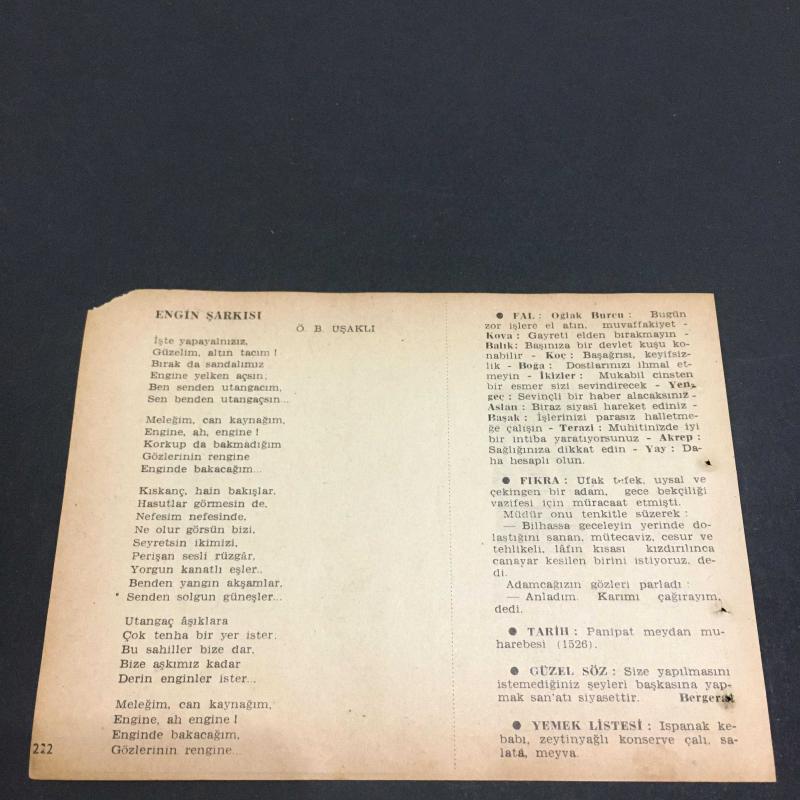 ENGİN ŞARKISI
Ö. B. UŞAKLI
İşte yapayalnızız,
Güzelim, altın tacım !
Bırak da sandalımız
Engine yelken açsın,
Ben senden utangacım,
Sen benden utangaçsın...
Meleğim, can kaynağım,
Engine, ah, engine !
Korkup da bakmadığım
Gözlerinin rengine
Enginde bakacağım...
Kıskanç, hain bakışlar,
Hasutlar görmesin de,
Nefesim nefesinde,
Ne olur görsün bizi,
Seyretsin ikimizi,
Perişan sesli rüzgâr,
Yorgun kanatlı eşler..
Benden yangın akşamlar,
Senden solgun güneşler...
Utangaç âşıklara
Çok tenha bir yer ister,
Bu sahiller bize dar,
Bize aşkımız kadar
Derin enginler ister...
Meleğim, can kaynağım,
Engine, ah engine !
Enginde bakacağım,
Gözlerinin rengine...
222
● FAL : Oğlak Burcu : Bugün
zor işlere el atın, muvaffakiyet -
Kova : Gayreti elden bırakmayın -
Balık: Başınıza bir devlet kuşu ko-
nabilir - Koç : Başağrısı, keyifsiz-
lik - Boğa : Dostlarınızı ihmal et-
meyin - İkizler : Mukabil cinsten
bir esmer sizi sevindirecek - Yen-
geç : Sevinçli bir haber alacaksınız -
Aslan : Biraz siyasî hareket ediniz -
Başak : İşlerinizi parasız halletme-
ğe çalışın - Terazi : Muhitinizde iyi
bir intiba yaratıyorsunuz - Akrep :
Sağlığınıza dikkat edin - Yay : Da-
ha hesaplı olun.
● FIKRA : Ufak tefek, uysal ve
çekingen bir adam, gece bekçiliği
vazifesi için müracaat etmişti.
Müdür onu tenkitle süzerek :
— Bilhassa geceleyin yerinde do-
laştığını sanan, mütecaviz, cesur ve
tehlikeli, lâfın kısası kızdırılınca
canavar kesilen birini istiyoruz, de-
di.
Adamcağızın gözleri parladı :
— Anladım. Karımı çağırayım,
dedi.
● TARİH : Panipat meydan mu-
harebesi (1526).
● GÜZEL SÖZ : Size yapılmasını
istemediğiniz şeyleri başkasına yap-
mak san'atı siyasettir. Bergerat
● YEMEK LİSTESİ : Ispanak ke-
babı, zeytinyağlı konserve çalı, sa-
lata, meyva.